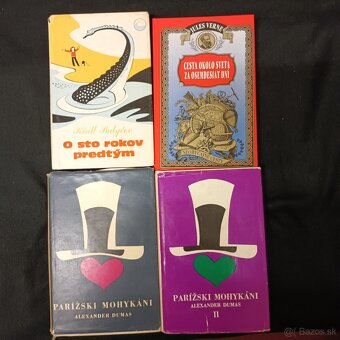 Kirill Bulyčov
O sto rokov
predtým
JULES VERNE
CESTA OKOLO SVETA
ZA OSEMDESIAT DNÍ
PARÍŽSKI MOHYKÁNI
ALEXANDER DUMAS
PARÍŽSKI MOHYKÁNI
ALEXANDER DUMAS
II
@ Bazos.sk